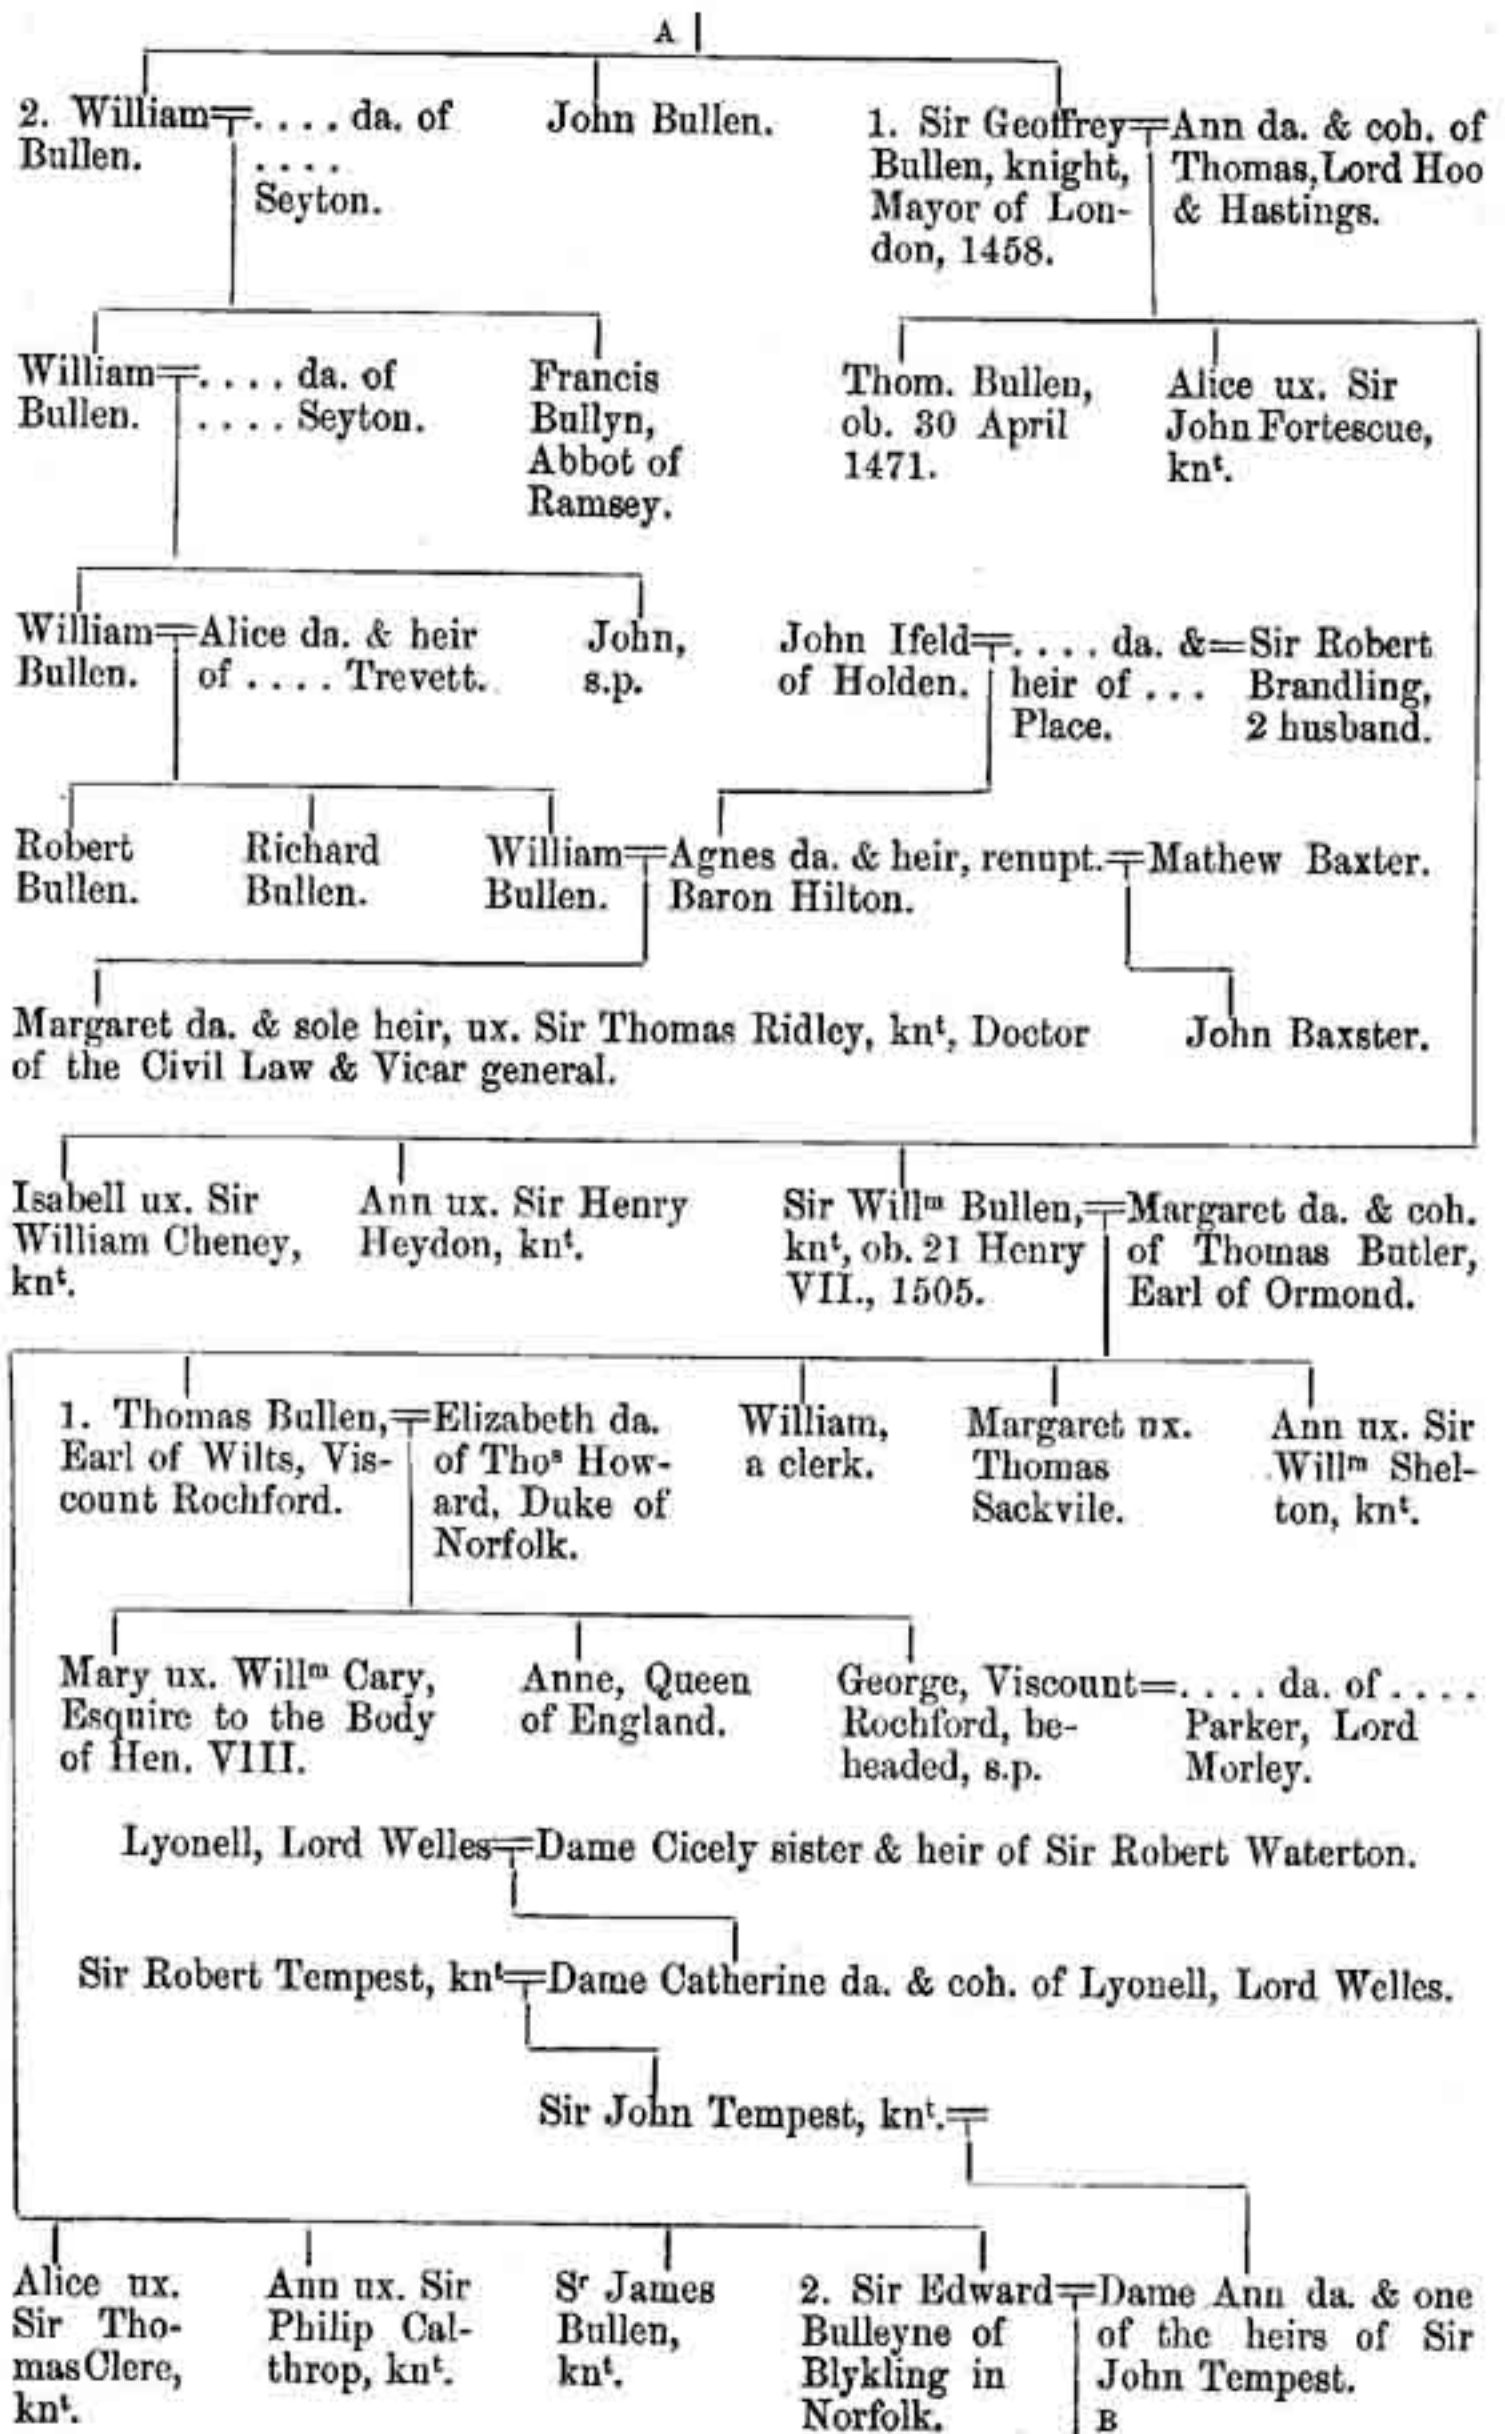 A
2. William=.... da. of
Bullen.
....
Seyton.
John Bullen.
1. Sir Geoffrey=Ann da. & coh. of
Bullen, knight, Thomas, Lord Hoo
Mayor of Lon- & Hastings.
don, 1458.
William=.... da. of
Bullen. .... Seyton.
Francis
Bullyn,
Abbot of
Ramsey.
Thom. Bullen,
ob. 30 April
1471.
Alice ux. Sir
John Fortescue,
knᵗ.
William=Alice da. & heir
Bullen. of .... Trevett.
John,
s.p.
John Ifeld=.... da. &=Sir Robert
of Holden. heir of ... Brandling,
Place. 2 husband.
Robert
Bullen.
Richard
Bullen.
William=Agnes da. & heir, renupt.=Mathew Baxter.
Bullen. Baron Hilton.
Margaret da. & sole heir, ux. Sir Thomas Ridley, knᵗ, Doctor
of the Civil Law & Vicar general.
John Baxster.
Isabell ux. Sir
William Cheney,
knᵗ.
Ann ux. Sir Henry
Heydon, knᵗ.
Sir Willᵐ Bullen,=Margaret da. & coh.
knᵗ, ob. 21 Henry of Thomas Butler,
VII., 1505. Earl of Ormond.
1. Thomas Bullen,=Elizabeth da.
Earl of Wilts, Vis- of Thoˢ How-
count Rochford. ard, Duke of
Norfolk.
William,
a clerk.
Margaret ux.
Thomas
Sackvile.
Ann ux. Sir
Willᵐ Shel-
ton, knᵗ.
Mary ux. Willᵐ Cary,
Esquire to the Body
of Hen. VIII.
Anne, Queen
of England.
George, Viscount=.... da. of ....
Rochford, be- Parker, Lord
headed, s.p. Morley.
Lyonell, Lord Welles=Dame Cicely sister & heir of Sir Robert Waterton.
Sir Robert Tempest, knᵗ=Dame Catherine da. & coh. of Lyonell, Lord Welles.
Sir John Tempest, knᵗ.=
Alice ux.
Sir Tho-
mas Clere,
knᵗ.
Ann ux. Sir
Philip Cal-
throp, knᵗ.
Sʳ James
Bullen,
knᵗ.
2. Sir Edward=Dame Ann da. & one
Bulleyne of of the heirs of Sir
Blykling in John Tempest.
Norfolk. B